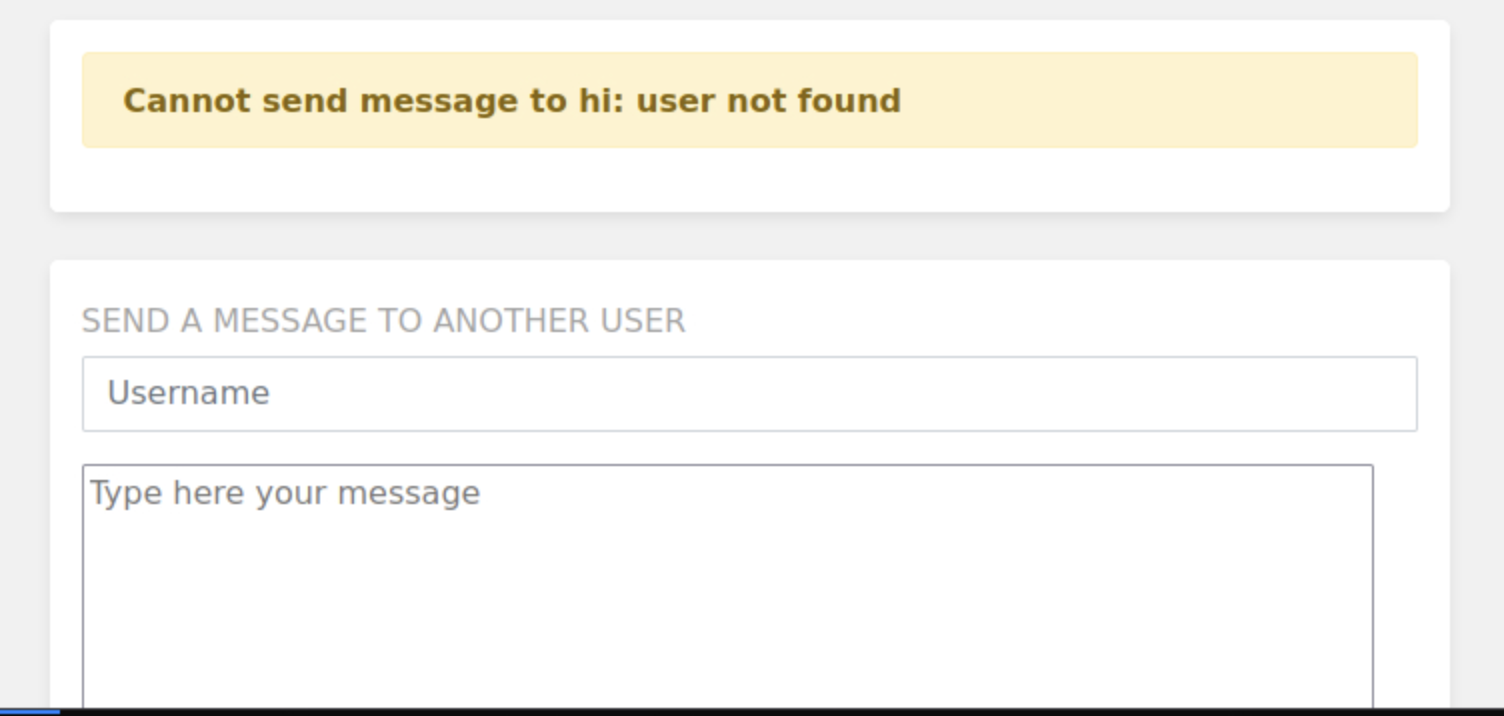 Cannot send message to hi: user not found
SEND A MESSAGE TO ANOTHER USER
Username
Type here your message